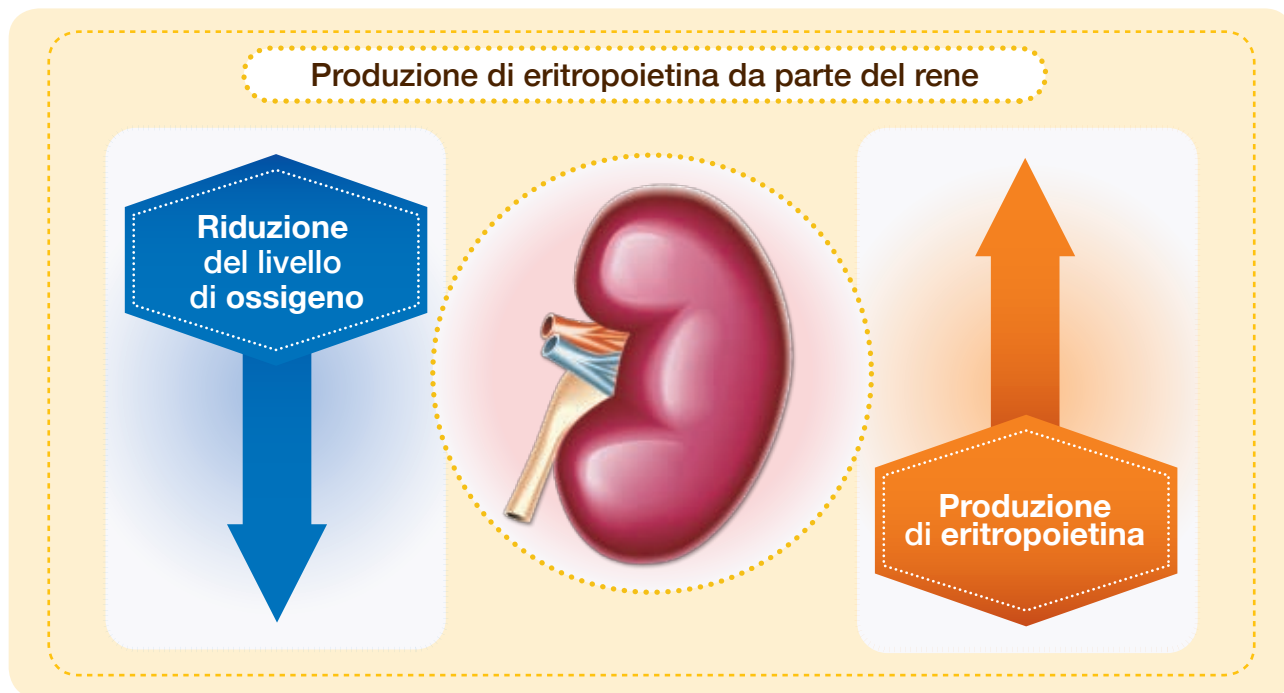 Produzione di eritropoietina da parte del rene
Riduzione
del livello
di ossigeno
Produzione
di eritropoietina